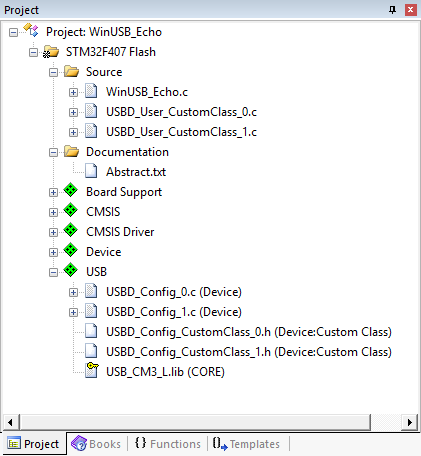 Project
Project: WinUSB_Echo
STM32F407 Flash
Source
WinUSB_Echo.c
USBD_User_CustomClass_0.c
USBD_User_CustomClass_1.c
Documentation
Abstract.txt
Board Support
CMSIS
CMSIS Driver
Device
USB
USBD_Config_0.c (Device)
USBD_Config_1.c (Device)
USBD_Config_CustomClass_0.h (Device:Custom Class)
USBD_Config_CustomClass_1.h (Device:Custom Class)
USB_CM3_L.lib (CORE)
Project Books {} Functions 0 Templates